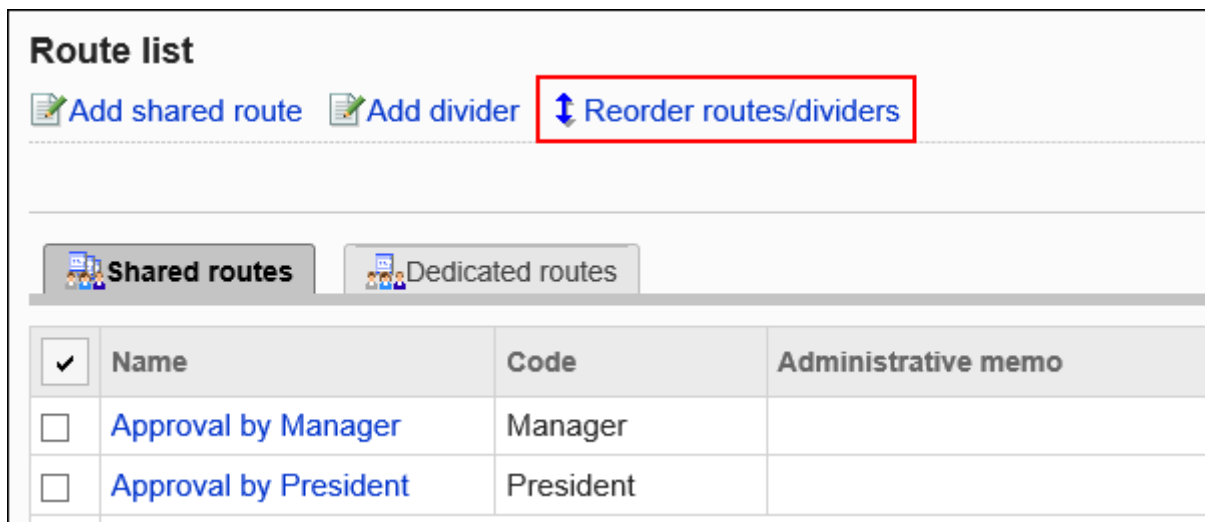 Route list
Add shared route Add divider Reorder routes/dividers
Shared routes Dedicated routes
Name Code Administrative memo
Approval by Manager Manager
Approval by President President